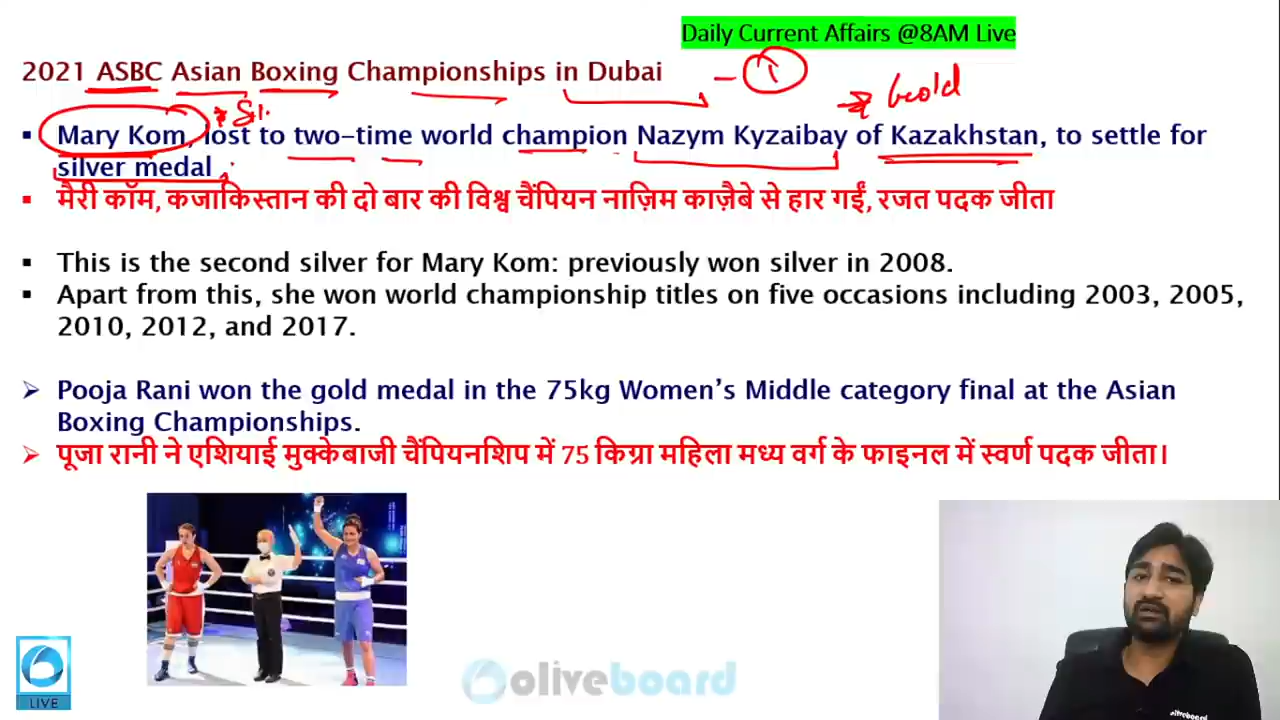 Daily Current Affairs @8AM Live
2021 ASBC Asian Boxing Championships in Dubai
- 1
Gold
▪ Mary Kom, lost to two-time world champion Nazym Kyzaibay of Kazakhstan, to settle for
silver medal
▪ मैरी कॉम, कजाकिस्तान की दो बार की विश्व चैंपियन नाज़िम काज़ैबे से हार गईं, रजत पदक जीता
▪ This is the second silver for Mary Kom: previously won silver in 2008.
▪ Apart from this, she won world championship titles on five occasions including 2003, 2005,
2010, 2012, and 2017.
➢ Pooja Rani won the gold medal in the 75kg Women’s Middle category final at the Asian
Boxing Championships.
➢ पूजा रानी ने एशियाई मुक्केबाजी चैंपियनशिप में 75 किग्रा महिला मध्य वर्ग के फाइनल में स्वर्ण पदक जीता।
LIVE
oliveboard
oliveboard